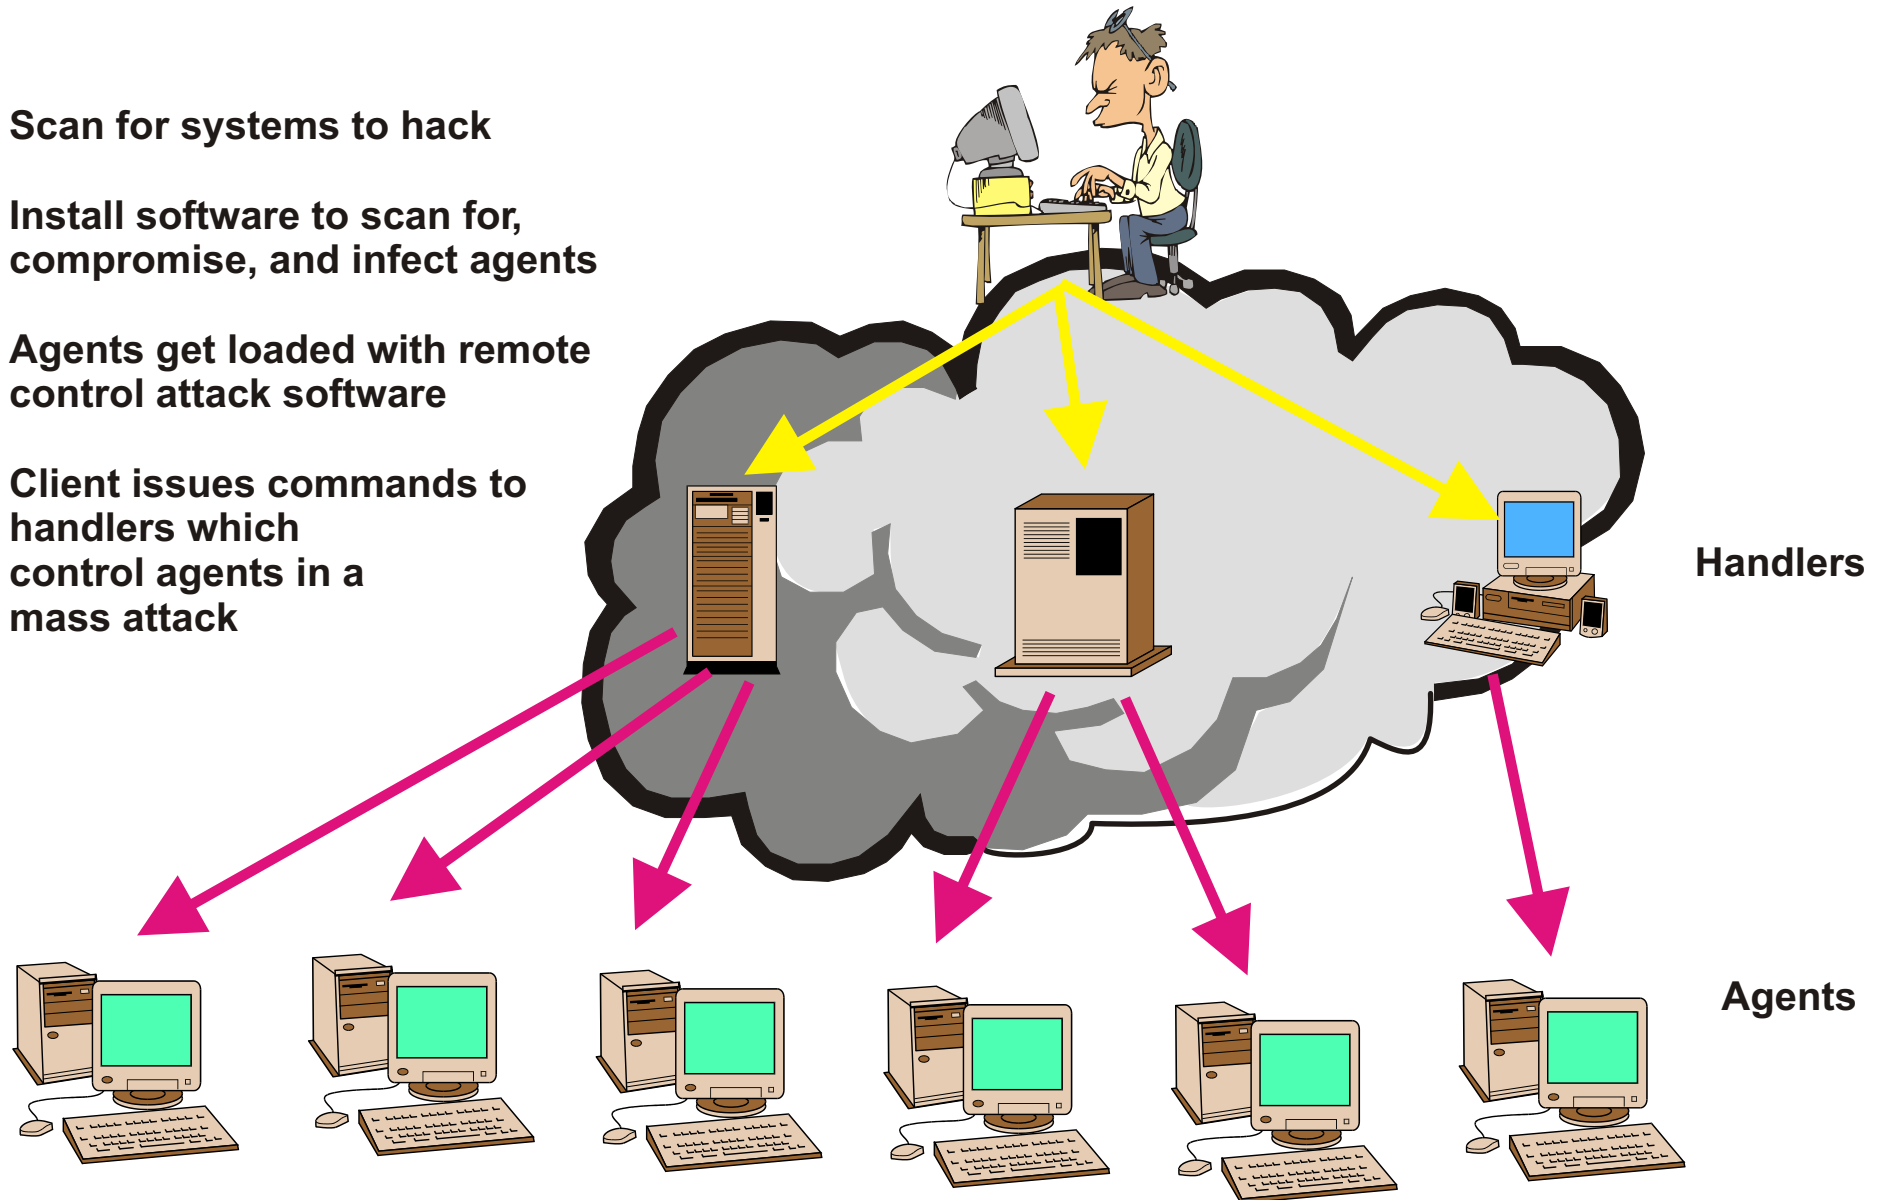 Scan for systems to hack
Install software to scan for,
compromise, and infect agents
Agents get loaded with remote
control attack software
Client issues commands to
handlers which
control agents in a
mass attack
Handlers
Agents